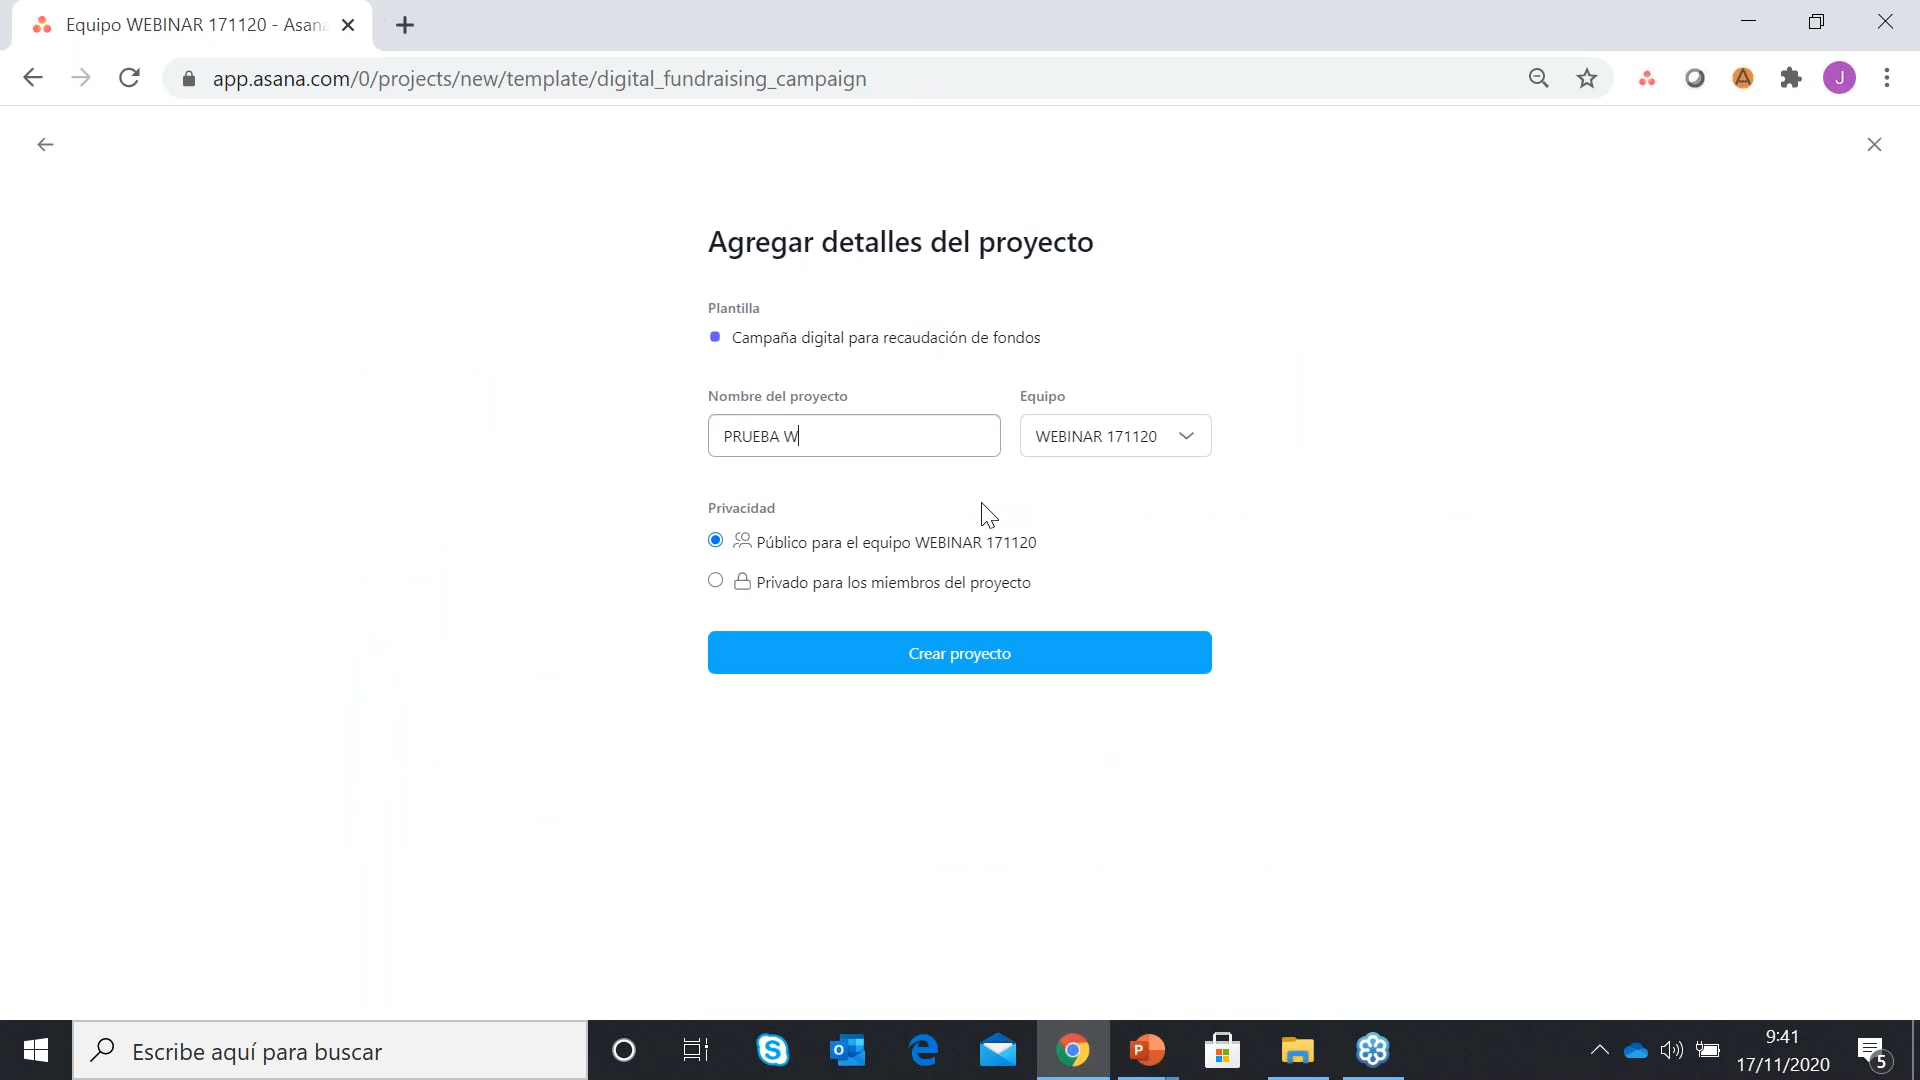 Equipo WEBINAR 171120 - Asana
app.asana.com/0/projects/new/template/digital_fundraising_campaign
J
Agregar detalles del proyecto
Plantilla
Campaña digital para recaudación de fondos
Nombre del proyecto
Equipo
PRUEBA W
WEBINAR 171120
Privacidad
Público para el equipo WEBINAR 171120
Privado para los miembros del proyecto
Crear proyecto
Escribe aquí para buscar
9:41
17/11/2020
5